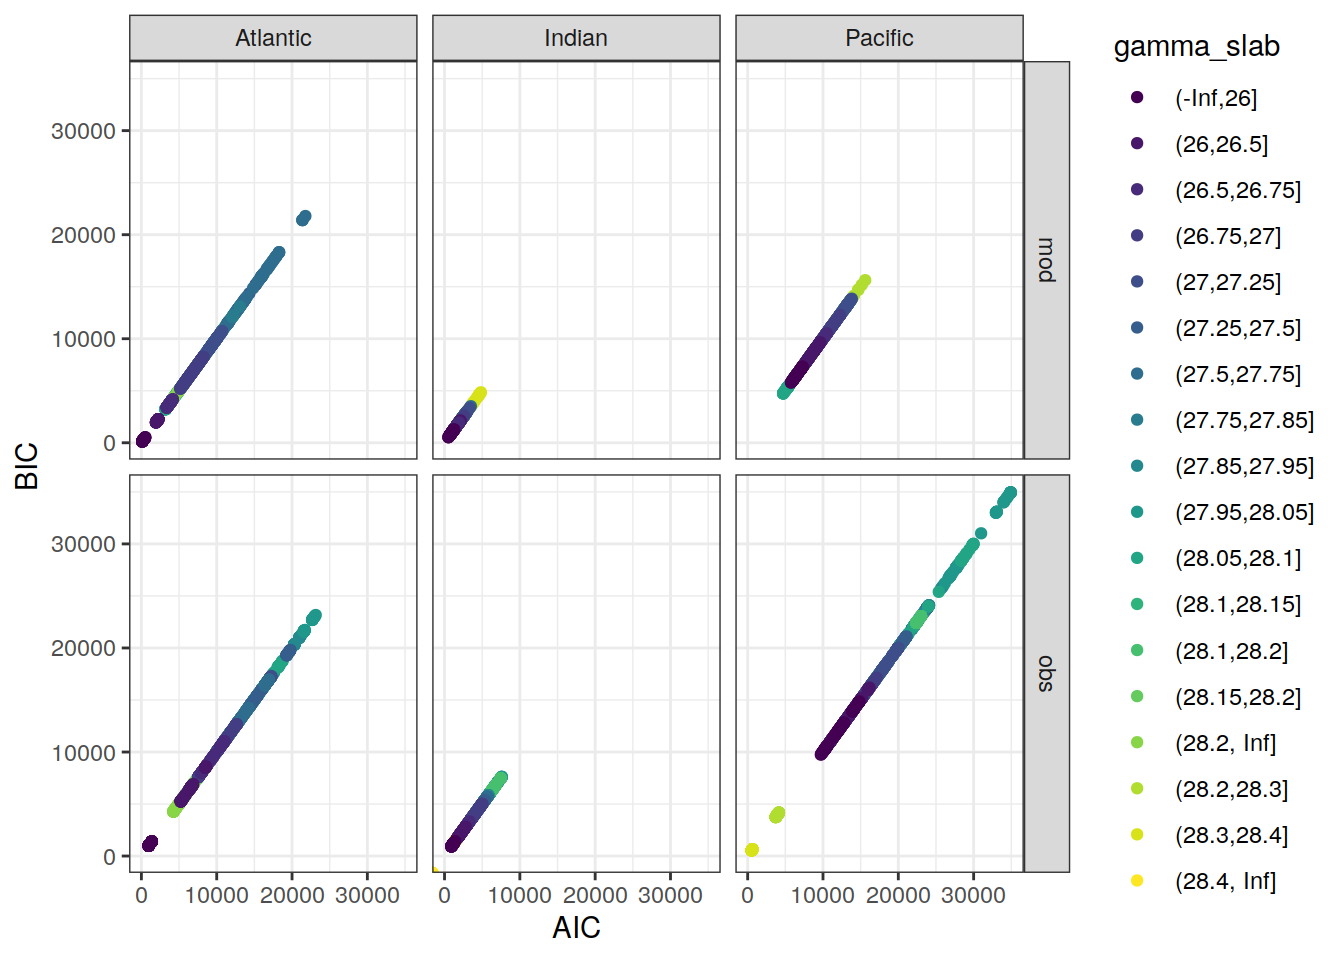 Atlantic
Indian
Pacific
gamma_slab
(-Inf,26]
(26,26.5]
(26.5,26.75]
(26.75,27]
(27,27.25]
(27.25,27.5]
(27.5,27.75]
(27.75,27.85]
(27.85,27.95]
(27.95,28.05]
(28.05,28.1]
(28.1,28.15]
(28.1,28.2]
(28.15,28.2]
(28.2, Inf]
(28.2,28.3]
(28.3,28.4]
(28.4, Inf]
mod
obs
BIC
30000
20000
10000
0
30000
20000
10000
0
0 10000 20000 30000
0 10000 20000 30000
0 10000 20000 30000
AIC